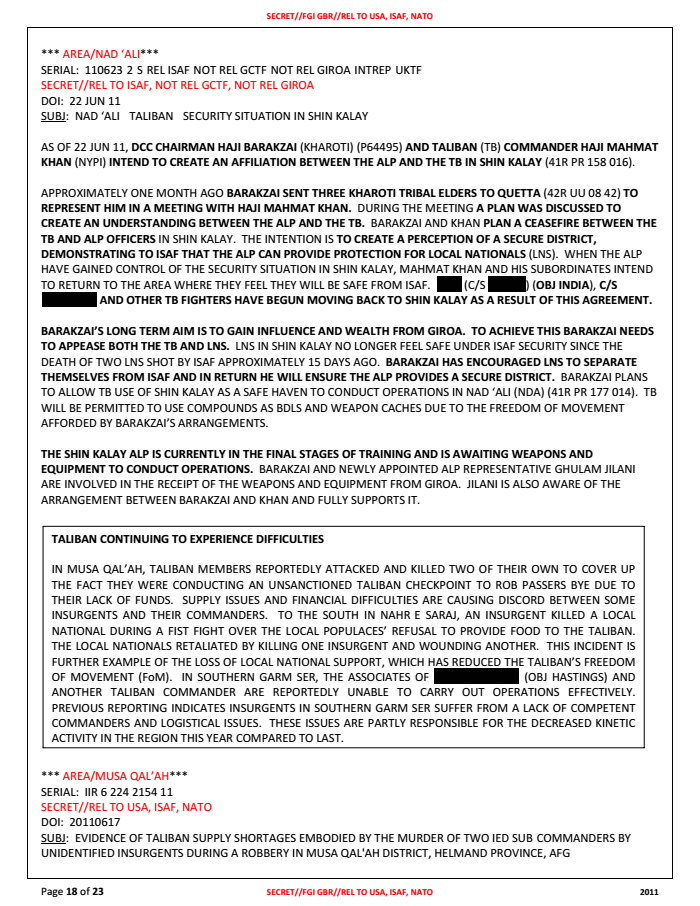 SECRET//FGI GBR//REL TO USA, ISAF, NATO
*** AREA/NAD ‘ALI***
SERIAL: 110623 2 S REL ISAF NOT REL GCTF NOT REL GIROA INTREP UKTF
SECRET//REL TO ISAF, NOT REL GCTF, NOT REL GIROA
DOI: 22 JUN 11
SUBJ: NAD ‘ALI TALIBAN SECURITY SITUATION IN SHIN KALAY
AS OF 22 JUN 11, DCC CHAIRMAN HAJI BARAKZAI (KHAROTI) (P64495) AND TALIBAN (TB) COMMANDER HAJI MAHMAT
KHAN (NYPI) INTEND TO CREATE AN AFFILIATION BETWEEN THE ALP AND THE TB IN SHIN KALAY (41R PR 158 016).
APPROXIMATELY ONE MONTH AGO BARAKZAI SENT THREE KHAROTI TRIBAL ELDERS TO QUETTA (42R UU 08 42) TO
REPRESENT HIM IN A MEETING WITH HAJI MAHMAT KHAN. DURING THE MEETING A PLAN WAS DISCUSSED TO
CREATE AN UNDERSTANDING BETWEEN THE ALP AND THE TB. BARAKZAI AND KHAN PLAN A CEASEFIRE BETWEEN THE
TB AND ALP OFFICERS IN SHIN KALAY. THE INTENTION IS TO CREATE A PERCEPTION OF A SECURE DISTRICT,
DEMONSTRATING TO ISAF THAT THE ALP CAN PROVIDE PROTECTION FOR LOCAL NATIONALS (LNS). WHEN THE ALP
HAVE GAINED CONTROL OF THE SECURITY SITUATION IN SHIN KALAY, MAHMAT KHAN AND HIS SUBORDINATES INTEND
TO RETURN TO THE AREA WHERE THEY FEEL THEY WILL BE SAFE FROM ISAF. (C/S ) (OBJ INDIA), C/S
AND OTHER TB FIGHTERS HAVE BEGUN MOVING BACK TO SHIN KALAY AS A RESULT OF THIS AGREEMENT.
BARAKZAI’S LONG TERM AIM IS TO GAIN INFLUENCE AND WEALTH FROM GIROA. TO ACHIEVE THIS BARAKZAI NEEDS
TO APPEASE BOTH THE TB AND LNS. LNS IN SHIN KALAY NO LONGER FEEL SAFE UNDER ISAF SECURITY SINCE THE
DEATH OF TWO LNS SHOT BY ISAF APPROXIMATELY 15 DAYS AGO. BARAKZAI HAS ENCOURAGED LNS TO SEPARATE
THEMSELVES FROM ISAF AND IN RETURN HE WILL ENSURE THE ALP PROVIDES A SECURE DISTRICT. BARAKZAI PLANS
TO ALLOW TB USE OF SHIN KALAY AS A SAFE HAVEN TO CONDUCT OPERATIONS IN NAD ‘ALI (NDA) (41R PR 177 014). TB
WILL BE PERMITTED TO USE COMPOUNDS AS BDLS AND WEAPON CACHES DUE TO THE FREEDOM OF MOVEMENT
AFFORDED BY BARAKZAI’S ARRANGEMENTS.
THE SHIN KALAY ALP IS CURRENTLY IN THE FINAL STAGES OF TRAINING AND IS AWAITING WEAPONS AND
EQUIPMENT TO CONDUCT OPERATIONS. BARAKZAI AND NEWLY APPOINTED ALP REPRESENTATIVE GHULAM JILANI
ARE INVOLVED IN THE RECEIPT OF THE WEAPONS AND EQUIPMENT FROM GIROA. JILANI IS ALSO AWARE OF THE
ARRANGEMENT BETWEEN BARAKZAI AND KHAN AND FULLY SUPPORTS IT.
TALIBAN CONTINUING TO EXPERIENCE DIFFICULTIES
IN MUSA QAL’AH, TALIBAN MEMBERS REPORTEDLY ATTACKED AND KILLED TWO OF THEIR OWN TO COVER UP
THE FACT THEY WERE CONDUCTING AN UNSANCTIONED TALIBAN CHECKPOINT TO ROB PASSERS BYE DUE TO
THEIR LACK OF FUNDS. SUPPLY ISSUES AND FINANCIAL DIFFICULTIES ARE CAUSING DISCORD BETWEEN SOME
INSURGENTS AND THEIR COMMANDERS. TO THE SOUTH IN NAHR E SARAJ, AN INSURGENT KILLED A LOCAL
NATIONAL DURING A FIST FIGHT OVER THE LOCAL POPULACES’ REFUSAL TO PROVIDE FOOD TO THE TALIBAN.
THE LOCAL NATIONALS RETALIATED BY KILLING ONE INSURGENT AND WOUNDING ANOTHER. THIS INCIDENT IS
FURTHER EXAMPLE OF THE LOSS OF LOCAL NATIONAL SUPPORT, WHICH HAS REDUCED THE TALIBAN’S FREEDOM
OF MOVEMENT (FoM). IN SOUTHERN GARM SER, THE ASSOCIATES OF (OBJ HASTINGS) AND
ANOTHER TALIBAN COMMANDER ARE REPORTEDLY UNABLE TO CARRY OUT OPERATIONS EFFECTIVELY.
PREVIOUS REPORTING INDICATES INSURGENTS IN SOUTHERN GARM SER SUFFER FROM A LACK OF COMPETENT
COMMANDERS AND LOGISTICAL ISSUES. THESE ISSUES ARE PARTLY RESPONSIBLE FOR THE DECREASED KINETIC
ACTIVITY IN THE REGION THIS YEAR COMPARED TO LAST.
*** AREA/MUSA QAL’AH***
SERIAL: IIR 6 224 2154 11
SECRET//REL TO USA, ISAF, NATO
DOI: 20110617
SUBJ: EVIDENCE OF TALIBAN SUPPLY SHORTAGES EMBODIED BY THE MURDER OF TWO IED SUB COMMANDERS BY
UNIDENTIFIED INSURGENTS DURING A ROBBERY IN MUSA QAL'AH DISTRICT, HELMAND PROVINCE, AFG
Page 18 of 23 SECRET//FGI GBR//REL TO USA, ISAF, NATO 2011